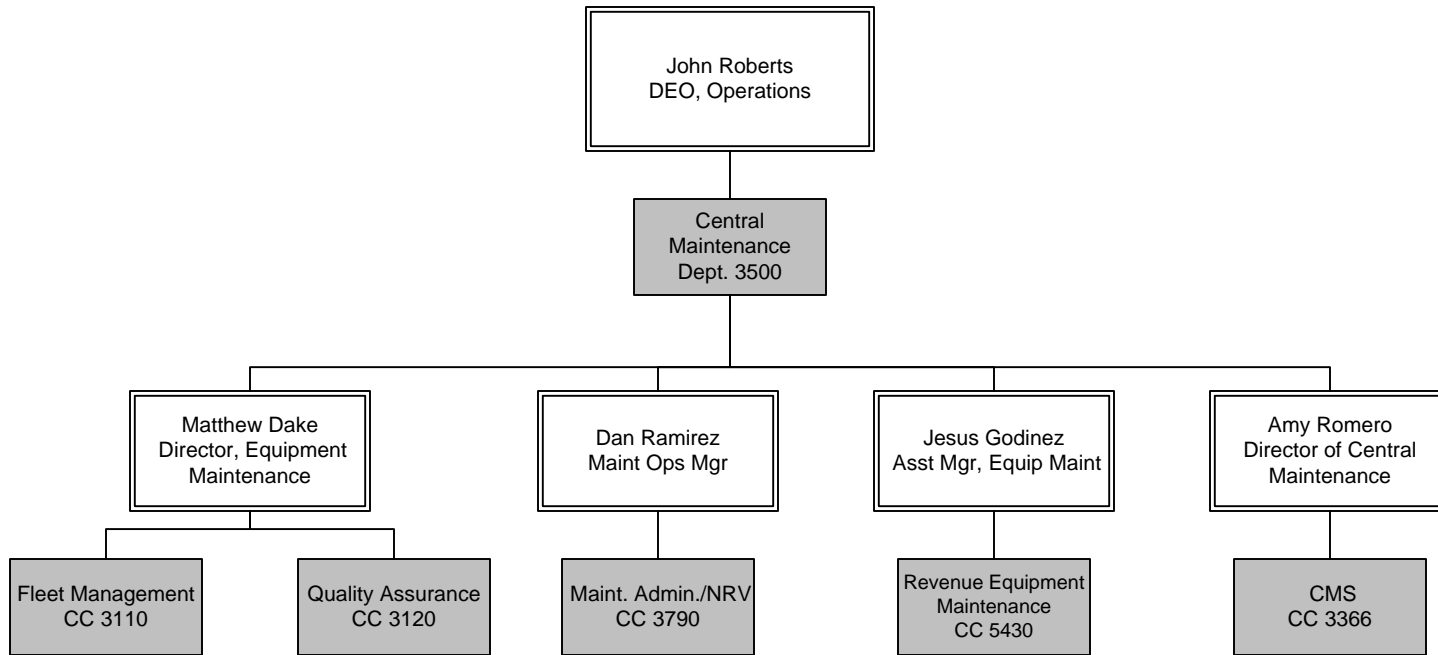 John Roberts
DEO, Operations
Central
Maintenance
Dept. 3500
Matthew Dake
Director, Equipment
Maintenance
Dan Ramirez
Maint Ops Mgr
Jesus Godinez
Asst Mgr, Equip Maint
Amy Romero
Director of Central
Maintenance
Fleet Management
CC 3110
Quality Assurance
CC 3120
Maint. Admin./NRV
CC 3790
Revenue Equipment
Maintenance
CC 5430
CMS
CC 3366